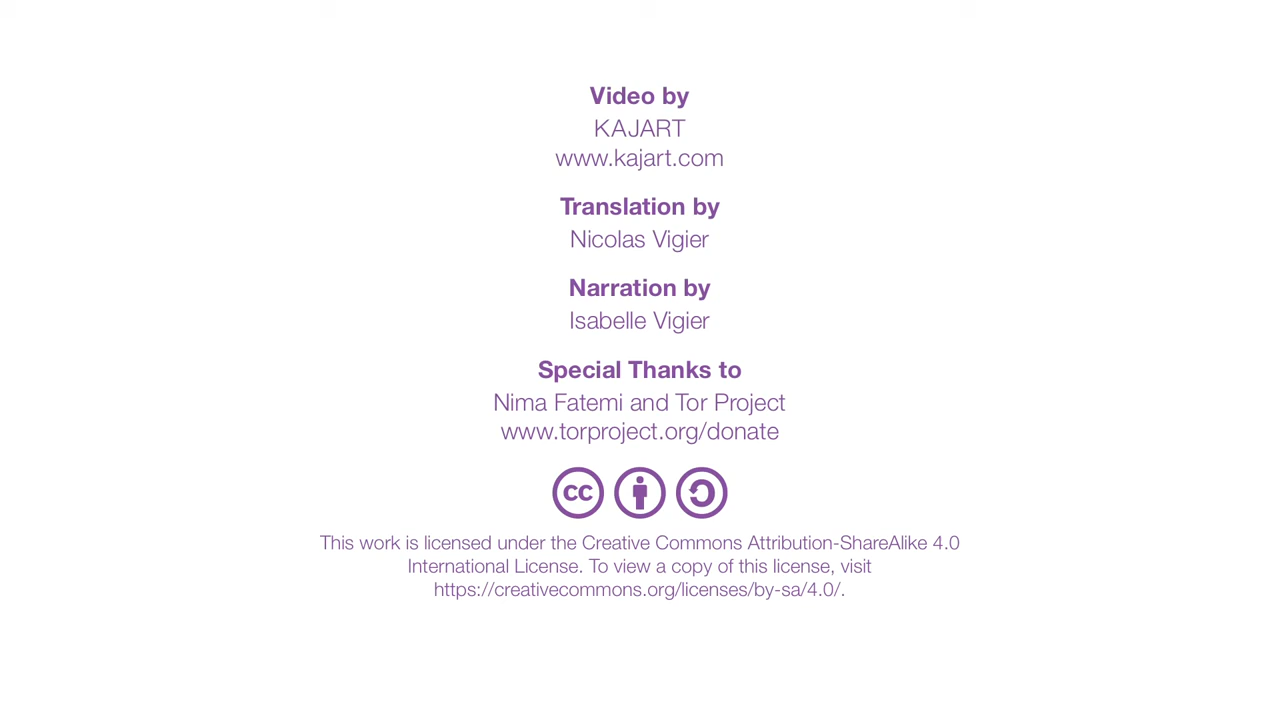 Video by
KAJART
www.kajart.com
Translation by
Nicolas Vigier
Narration by
Isabelle Vigier
Special Thanks to
Nima Fatemi and Tor Project
www.torproject.org/donate
cc
This work is licensed under the Creative Commons Attribution-ShareAlike 4.0
International License. To view a copy of this license, visit
https://creativecommons.org/licenses/by-sa/4.0/.